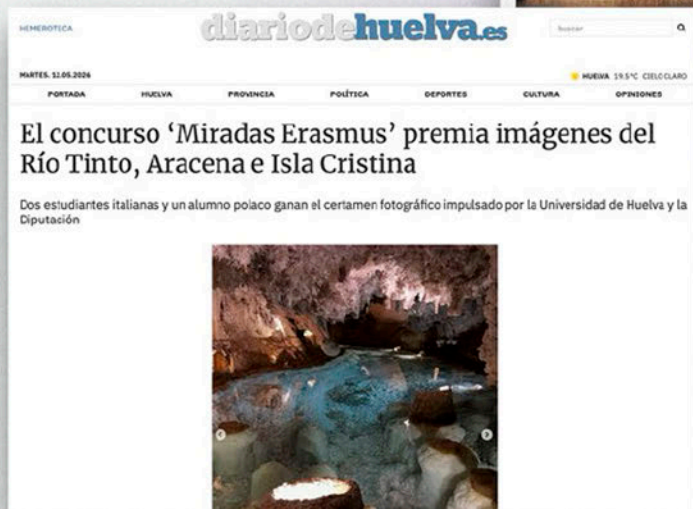 HEMEROTECA
diariodehuelva.es
buscar
MARTES. 12.05.2026
HUELVA 19.5°C CIELO CLARO
PORTADA HUELVA PROVINCIA POLÍTICA DEPORTES CULTURA OPINIONES
El concurso ‘Miradas Erasmus’ premia imágenes del
Río Tinto, Aracena e Isla Cristina
Dos estudiantes italianas y un alumno polaco ganan el certamen fotográfico impulsado por la Universidad de Huelva y la
Diputación